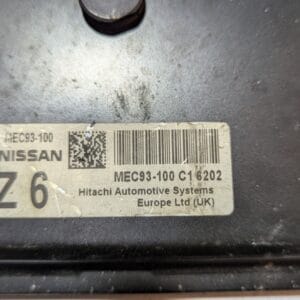 MEC93-100
NISSAN
Z 6
MEC93-100 C1 6202
Hitachi Automotive Systems
Europe Ltd (UK)